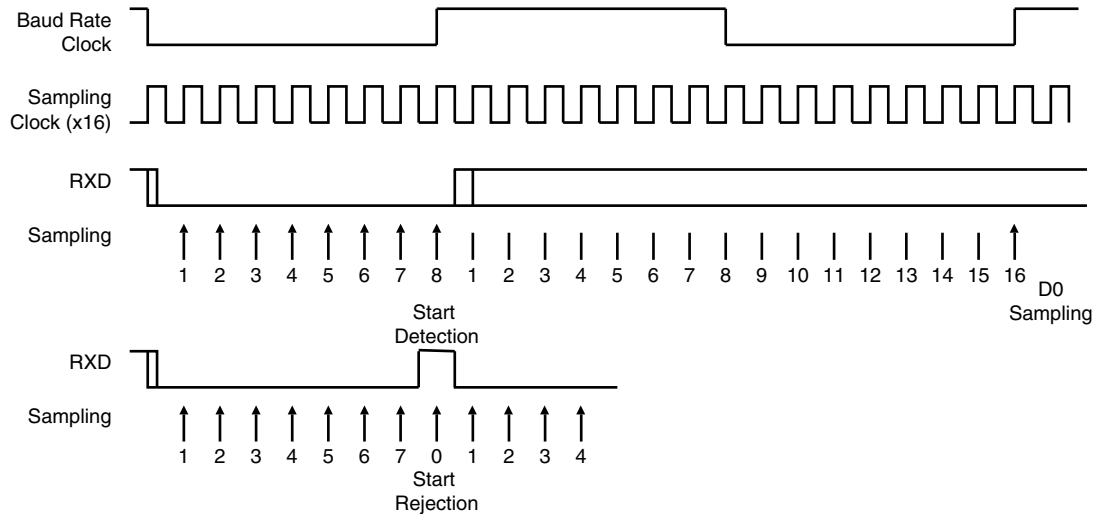 Baud Rate
Clock
Sampling
Clock (x16)
RXD
Sampling
1 2 3 4 5 6 7 8 1 2 3 4 5 6 7 8 9 10 11 12 13 14 15 16
D0
Sampling
Start
Detection
RXD
Sampling
1 2 3 4 5 6 7 0 1 2 3 4
Start
Rejection